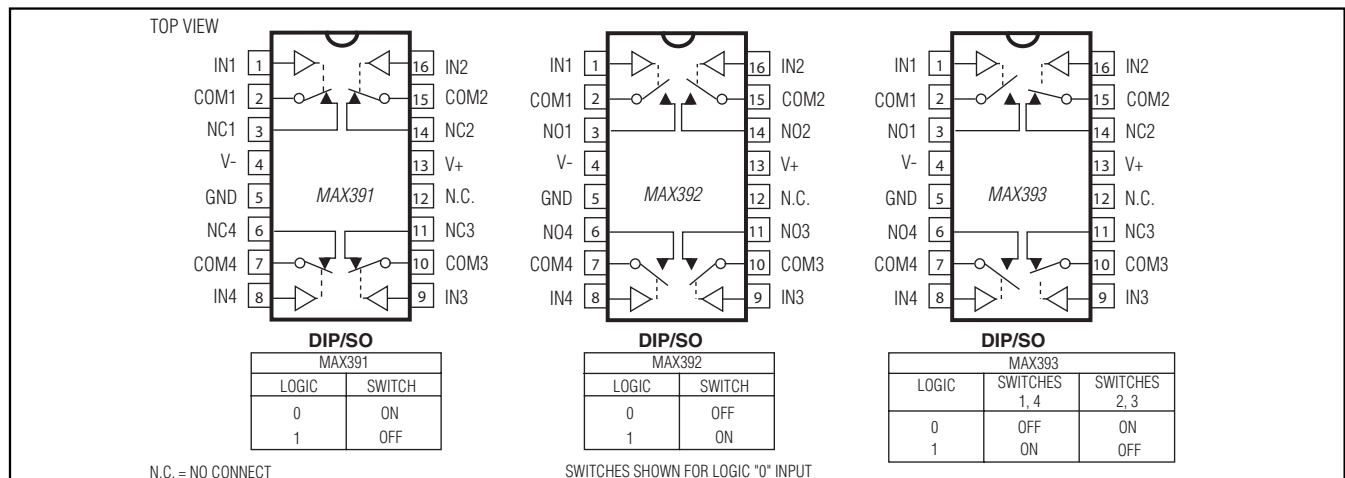 TOP VIEW
IN1 1 16 IN2
COM1 2 15 COM2
NC1 3 14 NC2
V- 4 13 V+
GND 5 MAX391 12 N.C.
NC4 6 11 NC3
COM4 7 10 COM3
IN4 8 9 IN3
DIP/SO
MAX391
LOGIC SWITCH
0 ON
1 OFF
N.C. = NO CONNECT
IN1 1 16 IN2
COM1 2 15 COM2
NO1 3 14 NO2
V- 4 13 V+
GND 5 MAX392 12 N.C.
NO4 6 11 NO3
COM4 7 10 COM3
IN4 8 9 IN3
DIP/SO
MAX392
LOGIC SWITCH
0 OFF
1 ON
SWITCHES SHOWN FOR LOGIC "0" INPUT
IN1 1 16 IN2
COM1 2 15 COM2
NO1 3 14 NC2
V- 4 13 V+
GND 5 MAX393 12 N.C.
NO4 6 11 NC3
COM4 7 10 COM3
IN4 8 9 IN3
DIP/SO
MAX393
LOGIC SWITCHES 1, 4 SWITCHES 2, 3
0 OFF ON
1 ON OFF